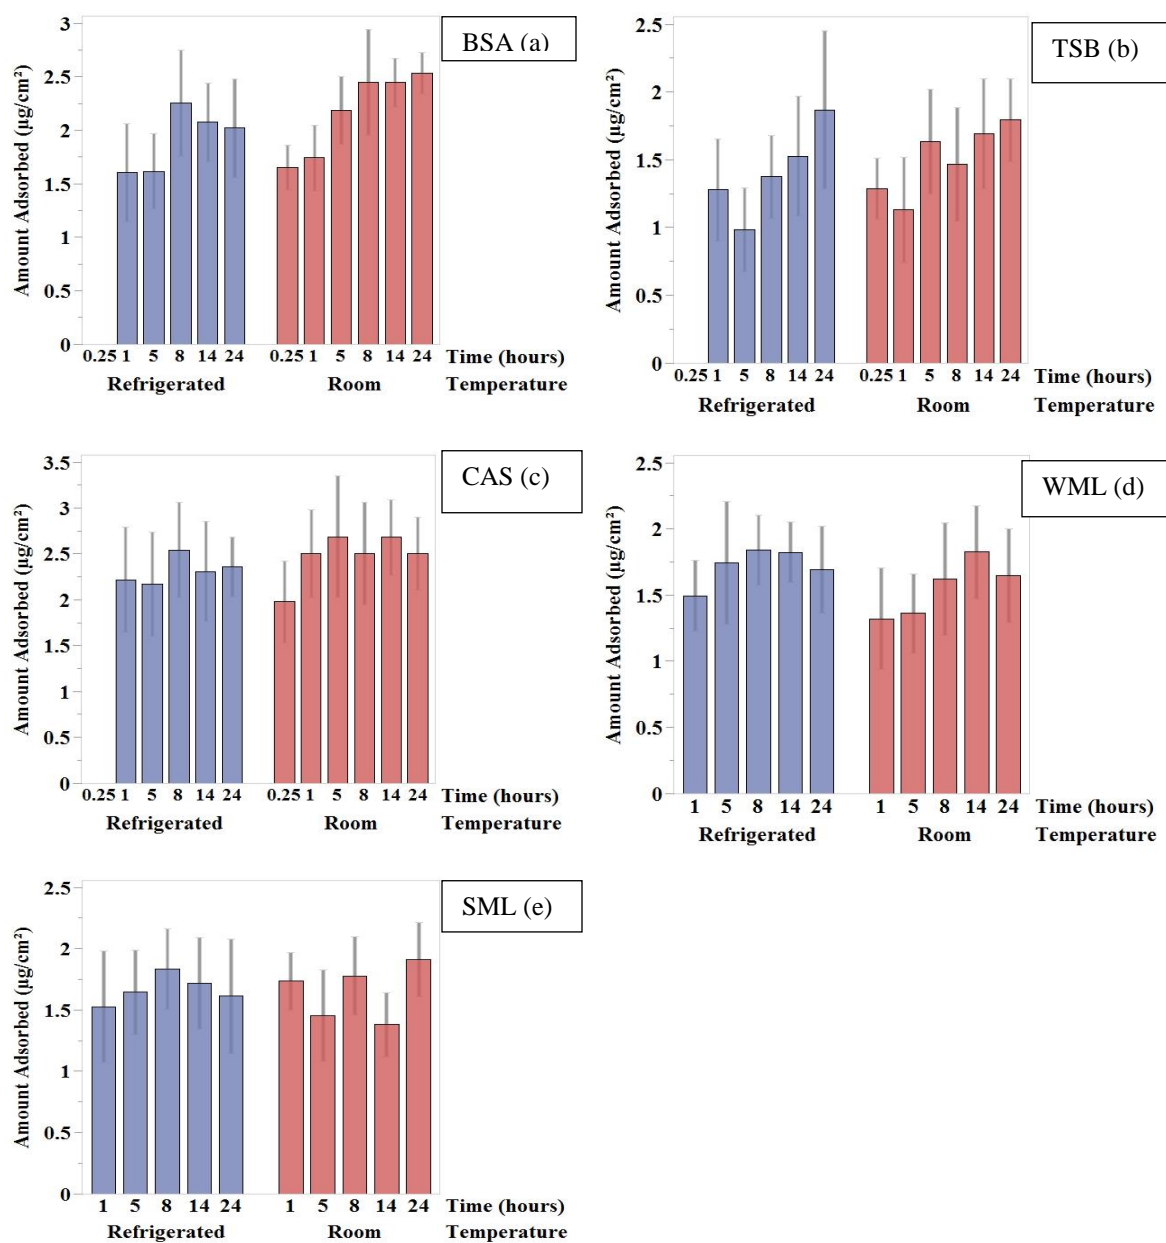 BSA (a)
Amount Adsorbed (µg/cm²)
3
2.5
2
1.5
1
0.5
0
0.25 1 5 8 14 24 0.25 1 5 8 14 24 Time (hours)
Refrigerated Room Temperature
TSB (b)
Amount Adsorbed (µg/cm²)
2.5
2
1.5
1
0.5
0
0.25 1 5 8 14 24 0.25 1 5 8 14 24 Time (hours)
Refrigerated Room Temperature
CAS (c)
Amount Adsorbed (µg/cm²)
3.5
3
2.5
2
1.5
1
0.5
0
0.25 1 5 8 14 24 0.25 1 5 8 14 24 Time (hours)
Refrigerated Room Temperature
WML (d)
Amount Adsorbed (µg/cm²)
2.5
2
1.5
1
0.5
0
1 5 8 14 24 1 5 8 14 24 Time (hours)
Refrigerated Room Temperature
SML (e)
Amount Adsorbed (µg/cm²)
2.5
2
1.5
1
0.5
0
1 5 8 14 24 1 5 8 14 24 Time (hours)
Refrigerated Room Temperature